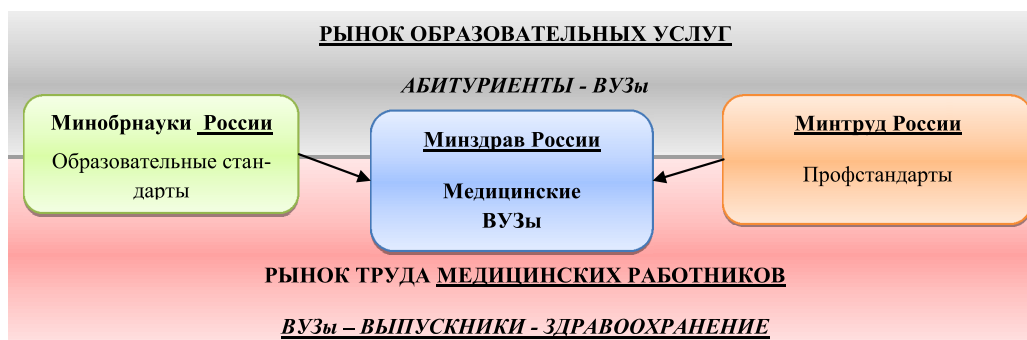 РЫНОК ОБРАЗОВАТЕЛЬНЫХ УСЛУГ
АБИТУРИЕНТЫ - ВУЗы
Минобрнауки России
Образовательные стан-
дарты
Минздрав России
Медицинские
ВУЗы
Минтруд России
Профстандарты
РЫНОК ТРУДА МЕДИЦИНСКИХ РАБОТНИКОВ
ВУЗы – ВЫПУСКНИКИ - ЗДРАВООХРАНЕНИЕ